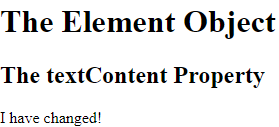 The Element Object
The textContent Property
I have changed!